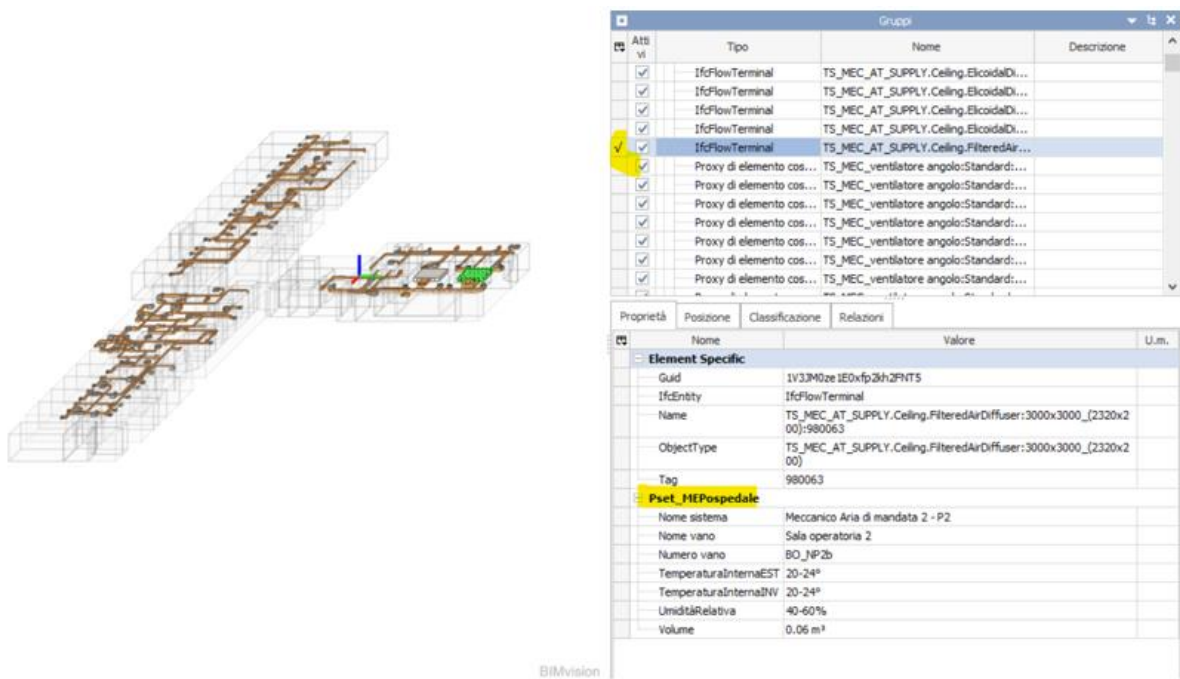 Gruppi
Atti vi Tipo Nome Descrizione
IfcFlowTerminal TS_MEC_AT_SUPPLY.Ceiling.ElicoidalDi...
IfcFlowTerminal TS_MEC_AT_SUPPLY.Ceiling.ElicoidalDi...
IfcFlowTerminal TS_MEC_AT_SUPPLY.Ceiling.ElicoidalDi...
IfcFlowTerminal TS_MEC_AT_SUPPLY.Ceiling.ElicoidalDi...
IfcFlowTerminal TS_MEC_AT_SUPPLY.Ceiling.FilteredAir...
Proxy di elemento cos... TS_MEC_ventilatore angolo:Standard:...
Proxy di elemento cos... TS_MEC_ventilatore angolo:Standard:...
Proxy di elemento cos... TS_MEC_ventilatore angolo:Standard:...
Proxy di elemento cos... TS_MEC_ventilatore angolo:Standard:...
Proxy di elemento cos... TS_MEC_ventilatore angolo:Standard:...
Proxy di elemento cos... TS_MEC_ventilatore angolo:Standard:...
Proxy di elemento cos... TS_MEC_ventilatore angolo:Standard:...
Proprietà Posizione Classificazione Relazioni
Nome Valore U.m.
Element Specific
Guid 1V3JM0ze1E0xfp2kh2FNT5
IfcEntity IfcFlowTerminal
Name TS_MEC_AT_SUPPLY.Ceiling.FilteredAirDiffuser:3000x3000_(2320x2
00):980063
ObjectType TS_MEC_AT_SUPPLY.Ceiling.FilteredAirDiffuser:3000x3000_(2320x2
00)
Tag 980063
Pset_MEPospedale
Nome sistema Meccanico Aria di mandata 2 - P2
Nome vano Sala operatoria 2
Numero vano BO_NP2b
TemperaturaInternaEST 20-24°
TemperaturaInternaINV 20-24°
UmiditàRelativa 40-60%
Volume 0.06 m³
BIMvision